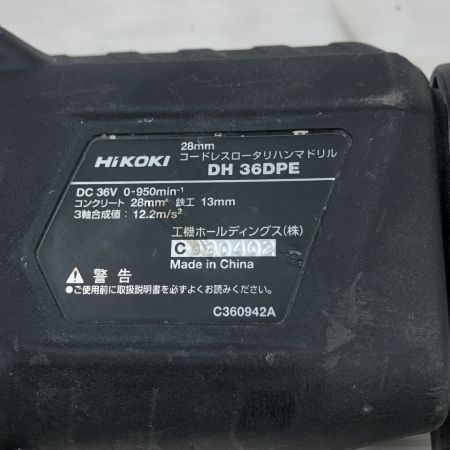 28mm
コードレスロータリハンマドリル
HiKOKI
DH 36DPE
DC 36V 0-950min-1
コンクリート 28mm 鉄工 13mm
3軸合成値: 12.2m/s2
工機ホールディングス(株)
Made in China
警告
●ご使用前に取扱説明書を必ずよくお読みください。
C360942A